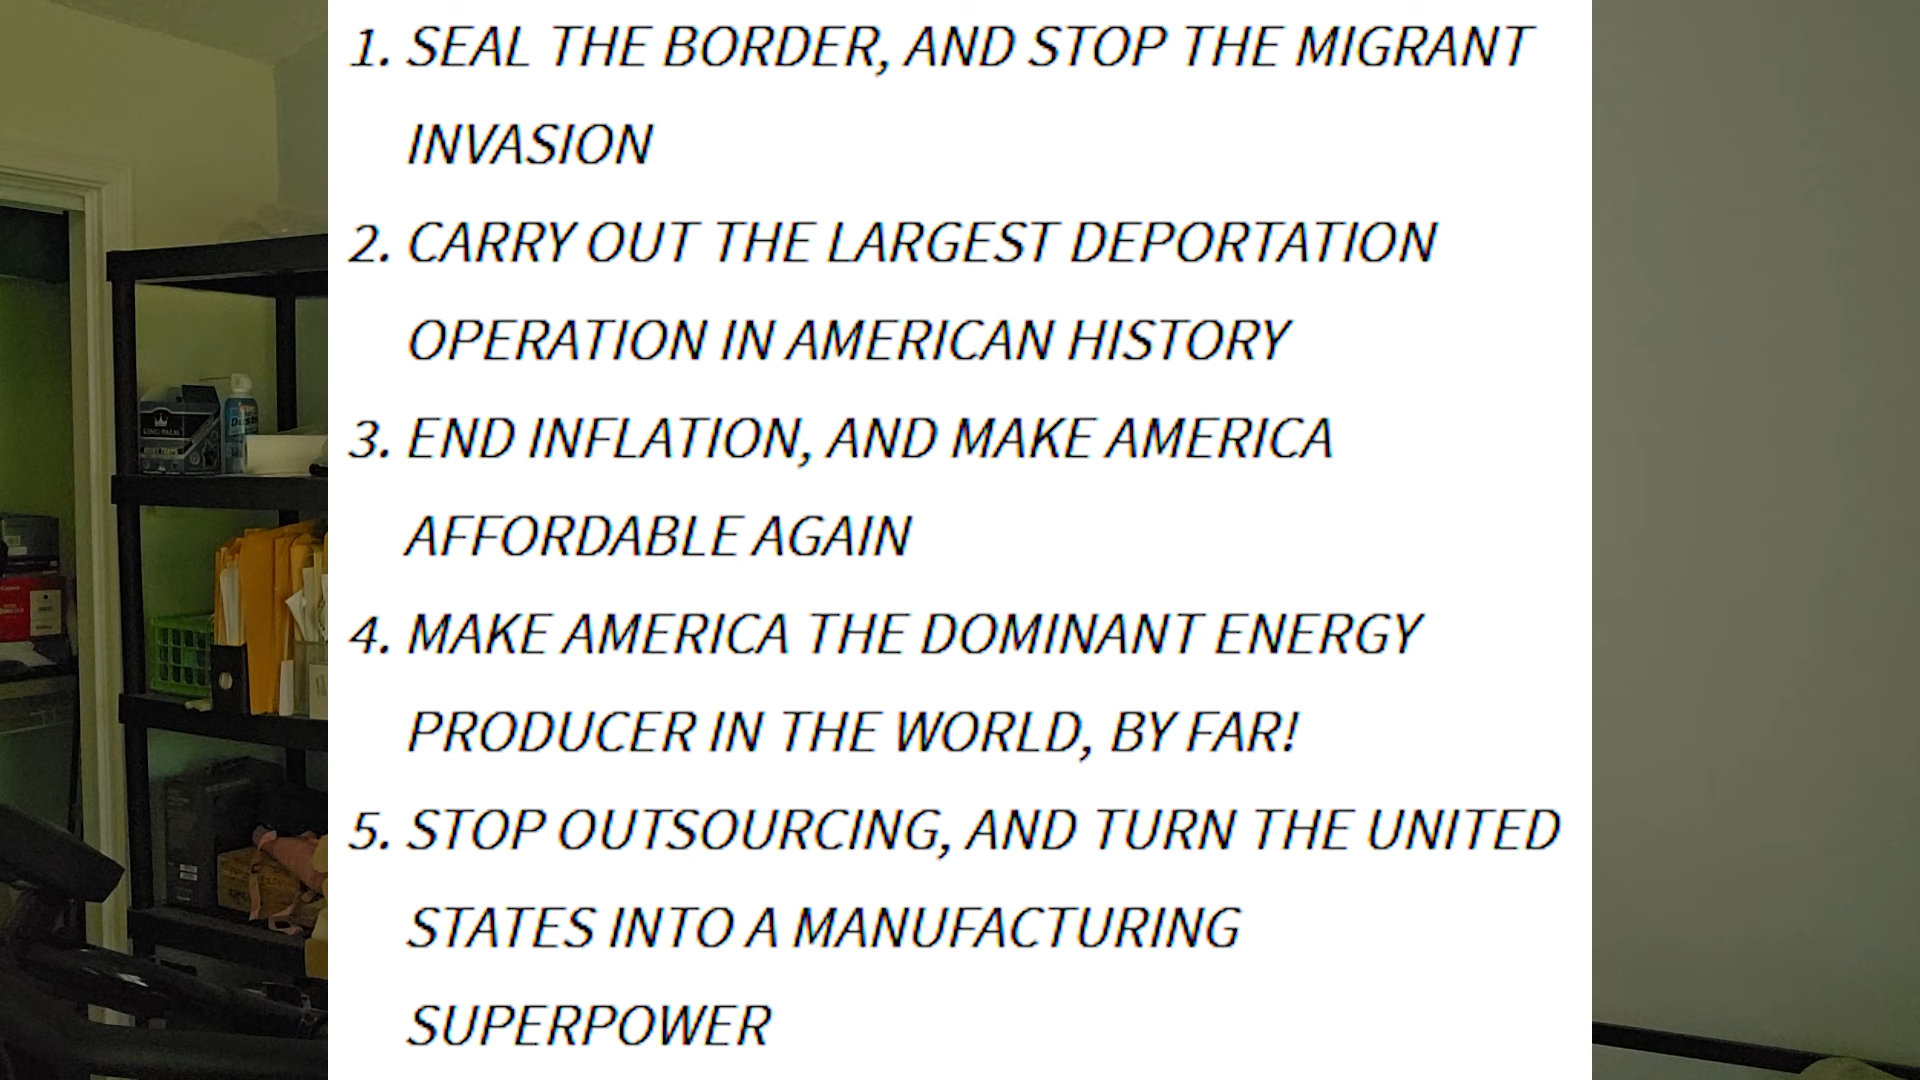 1. SEAL THE BORDER, AND STOP THE MIGRANT
INVASION
2. CARRY OUT THE LARGEST DEPORTATION
OPERATION IN AMERICAN HISTORY
3. END INFLATION, AND MAKE AMERICA
AFFORDABLE AGAIN
4. MAKE AMERICA THE DOMINANT ENERGY
PRODUCER IN THE WORLD, BY FAR!
5. STOP OUTSOURCING, AND TURN THE UNITED
STATES INTO A MANUFACTURING
SUPERPOWER
KING PALM